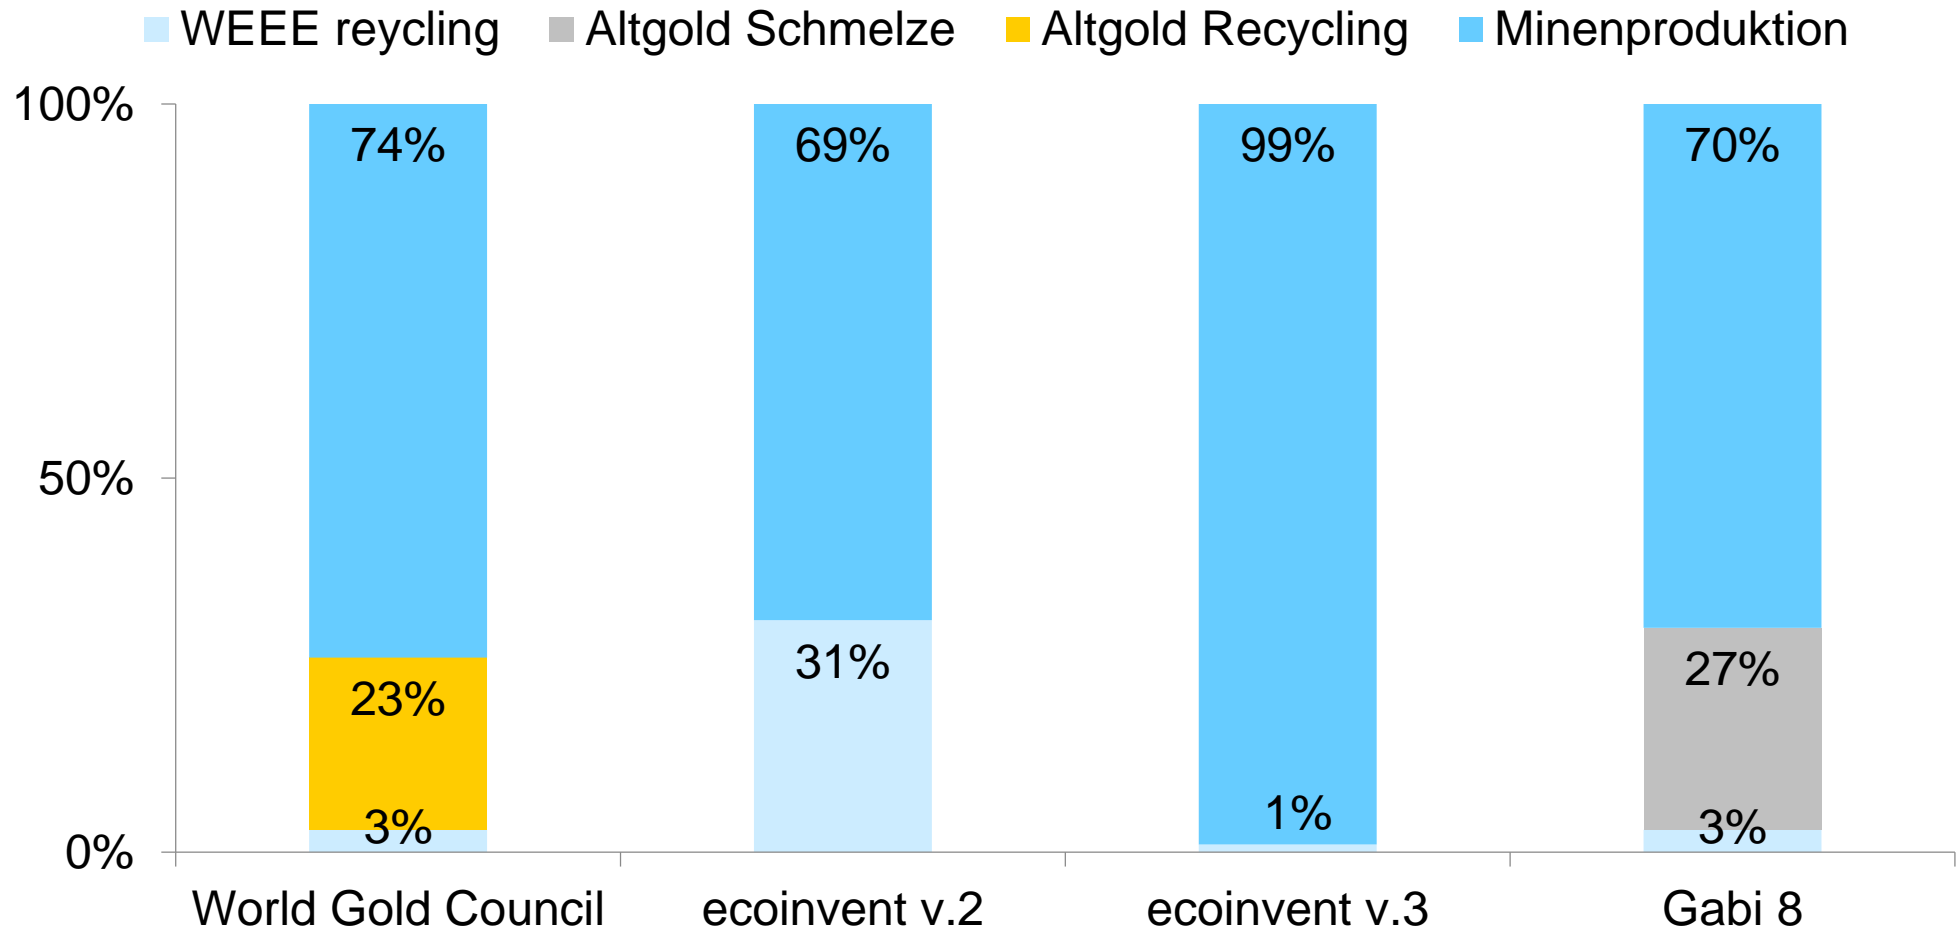 WEEE reycling Altgold Schmelze Altgold Recycling Minenproduktion
100%
74% 69% 99% 70%
50%
31% 27%
23%
3% 1% 3%
0%
World Gold Council ecoinvent v.2 ecoinvent v.3 Gabi 8